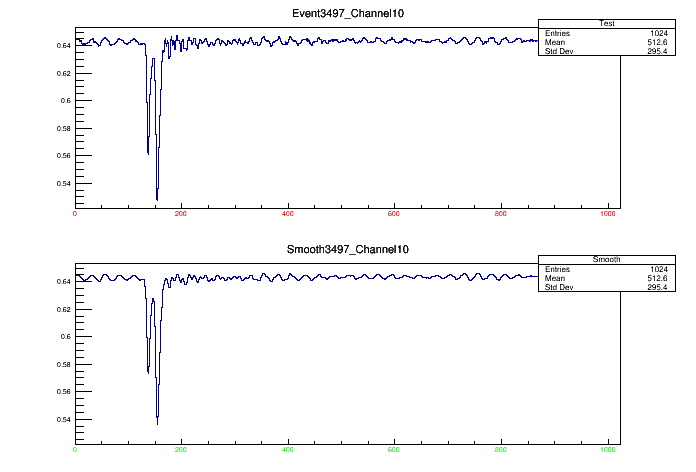 Event3497_Channel10
Test
Entries 1024
Mean 512.6
Std Dev 295.4
0.64
0.62
0.6
0.58
0.56
0.54
0 200 400 600 800 1000
Smooth3497_Channel10
Smooth
Entries 1024
Mean 512.6
Std Dev 295.4
0.64
0.62
0.6
0.58
0.56
0.54
0 200 400 600 800 1000